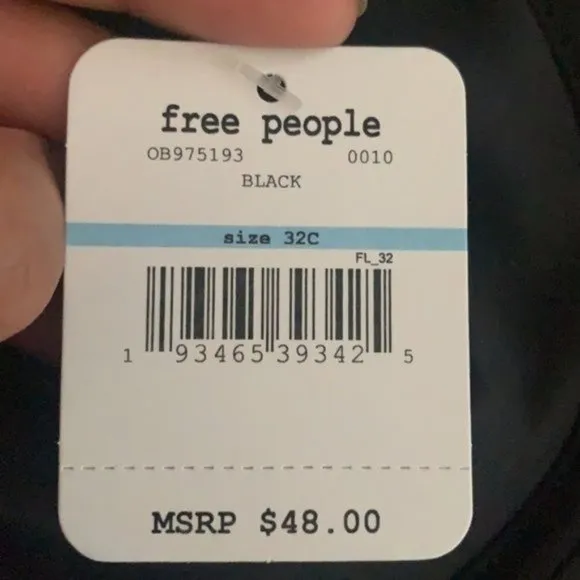 free people
OB975193 0010
BLACK
size 32C
FL_32
1 93465 39342 5
MSRP $48.00